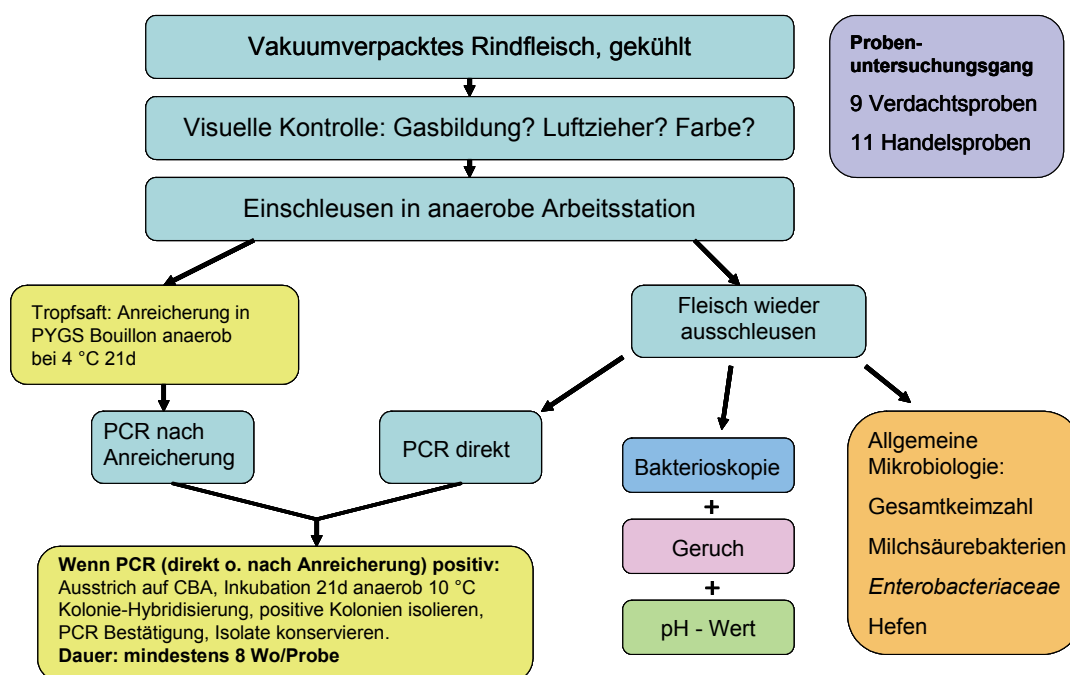 Vakuumverpacktes Rindfleisch, gekühlt
Proben-
untersuchungsgang
9 Verdachtsproben
11 Handelsproben
Visuelle Kontrolle: Gasbildung? Luftzieher? Farbe?
Einschleusen in anaerobe Arbeitsstation
Tropfsaft: Anreicherung in
PYGS Bouillon anaerob
bei 4 °C 21d
Fleisch wieder
ausschleusen
PCR nach
Anreicherung
PCR direkt
Bakterioskopie
+
Geruch
+
pH - Wert
Allgemeine
Mikrobiologie:
Gesamtkeimzahl
Milchsäurebakterien
Enterobacteriaceae
Hefen
Wenn PCR (direkt o. nach Anreicherung) positiv:
Ausstrich auf CBA, Inkubation 21d anaerob 10 °C
Kolonie-Hybridisierung, positive Kolonien isolieren,
PCR Bestätigung, Isolate konservieren.
Dauer: mindestens 8 Wo/Probe